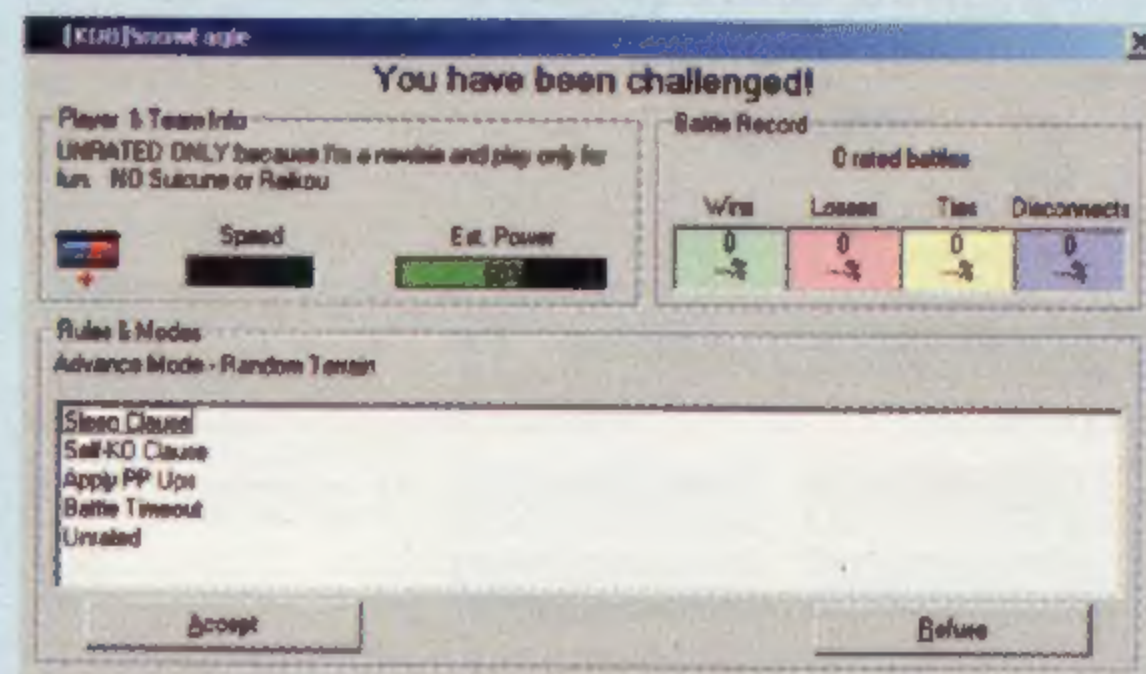 You have been challenged!
Player & Team Info
UNRATED ONLY because I'm a newbie and play only for
fun. NO Suicune or Raikou
Speed
Est. Power
Battle Record
0 rated battles
Wins Losses Ties Disconnects
0 0 0 0
--% --% --% --%
Rules & Modes
Advance Mode - Random Terrain
Sleep Clause
Self-KO Clause
Apply PP Ups
Battle Timeout
Unrated
Accept
Refuse